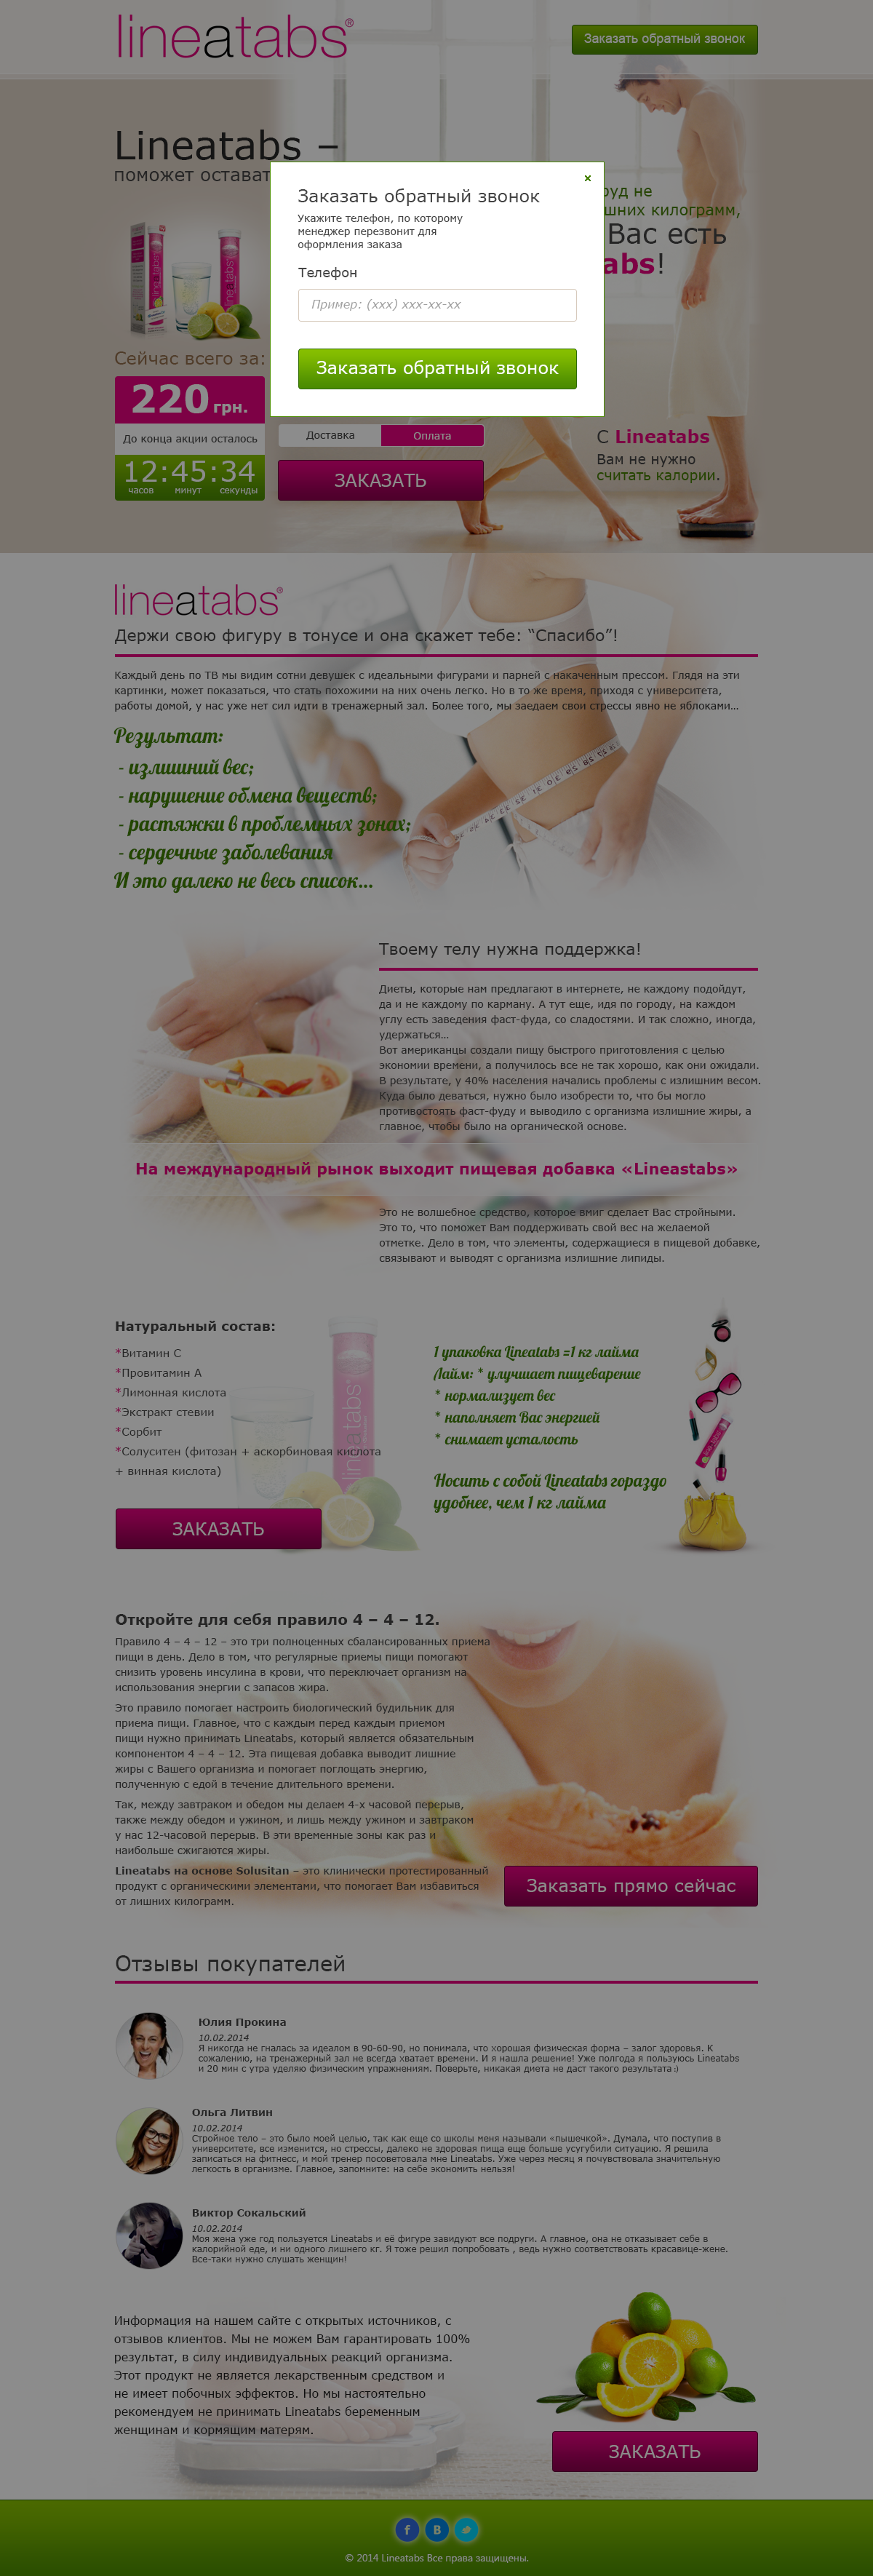 lineatabs®
Заказать обратный звонок
Lineatabs –
поможет остават
руд не
шних килограмм,
Вас есть
abs!
×
Заказать обратный звонок
Укажите телефон, по которому
менеджер перезвонит для
оформления заказа
Телефон
Пример: (xxx) xxx-xx-xx
Заказать обратный звонок
lineatabs
lineatabs
Сейчас всего за:
220 грн.
До конца акции осталось
12:45:34
часов минут секунды
Доставка Оплата
ЗАКАЗАТЬ
С Lineatabs
Вам не нужно
считать калории.
lineatabs®
Держи свою фигуру в тонусе и она скажет тебе: “Спасибо”!
Каждый день по ТВ мы видим сотни девушек с идеальными фигурами и парней с накаченным прессом. Глядя на эти
картинки, может показаться, что стать похожими на них очень легко. Но в то же время, приходя с университета,
работы домой, у нас уже нет сил идти в тренажерный зал. Более того, мы заедаем свои стрессы явно не яблоками…
Результат:
- излишний вес;
- нарушение обмена веществ;
- растяжки в проблемных зонах;
- сердечные заболевания
И это далеко не весь список…
Твоему телу нужна поддержка!
Диеты, которые нам предлагают в интернете, не каждому подойдут,
да и не каждому по карману. А тут еще, идя по городу, на каждом
углу есть заведения фаст-фуда, со сладостями. И так сложно, иногда,
удержаться…
Вот американцы создали пищу быстрого приготовления с целью
экономии времени, а получилось все не так хорошо, как они ожидали.
В результате, у 40% населения начались проблемы с излишним весом.
Куда было деваться, нужно было изобрести то, что бы могло
противостоять фаст-фуду и выводило с организма излишние жиры, а
главное, чтобы было на органической основе.
На международный рынок выходит пищевая добавка «Lineastabs»
Это не волшебное средство, которое вмиг сделает Вас стройными.
Это то, что поможет Вам поддерживать свой вес на желаемой
отметке. Дело в том, что элементы, содержащиеся в пищевой добавке,
связывают и выводят с организма излишние липиды.
Натуральный состав:
*Витамин С
*Провитамин А
*Лимонная кислота
*Экстракт стевии
*Сорбит
*Солуситен (фитозан + аскорбиновая кислота
+ винная кислота)
lineatabs
ЗАКАЗАТЬ
1 упаковка Lineatabs =1 кг лайма
Лайм: * улучшает пищеварение
* нормализует вес
* наполняет Вас энергией
* снимает усталость
Носить с собой Lineatabs гораздо
удобнее, чем 1 кг лайма
Откройте для себя правило 4 – 4 – 12.
Правило 4 – 4 – 12 – это три полноценных сбалансированных приема
пищи в день. Дело в том, что регулярные приемы пищи помогают
снизить уровень инсулина в крови, что переключает организм на
использования энергии с запасов жира.
Это правило помогает настроить биологический будильник для
приема пищи. Главное, что с каждым перед каждым приемом
пищи нужно принимать Lineatabs, который является обязательным
компонентом 4 – 4 – 12. Эта пищевая добавка выводит лишние
жиры с Вашего организма и помогает поглощать энергию,
полученную с едой в течение длительного времени.
Так, между завтраком и обедом мы делаем 4-х часовой перерыв,
также между обедом и ужином, и лишь между ужином и завтраком
у нас 12-часовой перерыв. В эти временные зоны как раз и
наибольше сжигаются жиры.
Lineatabs на основе Solusitan – это клинически протестированный
продукт с органическими элементами, что помогает Вам избавиться
от лишних килограмм.
Заказать прямо сейчас
Отзывы покупателей
Юлия Прокина
10.02.2014
Я никогда не гналась за идеалом в 90-60-90, но понимала, что хорошая физическая форма – залог здоровья. К
сожалению, на тренажерный зал не всегда хватает времени. И я нашла решение! Уже полгода я пользуюсь Lineatabs
и 20 мин с утра уделяю физическим упражнениям. Поверьте, никакая диета не даст такого результата :)
Ольга Литвин
10.02.2014
Стройное тело – это было моей целью, так как еще со школы меня называли «пышечкой». Думала, что поступив в
университете, все изменится, но стрессы, далеко не здоровая пища еще больше усугубили ситуацию. Я решила
записаться на фитнесс, и мой тренер посоветовала мне Lineatabs. Уже через месяц я почувствовала значительную
легкость в организме. Главное, запомните: на себе экономить нельзя!
Виктор Сокальский
10.02.2014
Моя жена уже год пользуется Lineatabs и её фигуре завидуют все подруги. А главное, она не отказывает себе в
калорийной еде, и ни одного лишнего кг. Я тоже решил попробовать , ведь нужно соответствовать красавице-жене.
Все-таки нужно слушать женщин!
Информация на нашем сайте с открытых источников, с
отзывов клиентов. Мы не можем Вам гарантировать 100%
результат, в силу индивидуальных реакций организма.
Этот продукт не является лекарственным средством и
не имеет побочных эффектов. Но мы настоятельно
рекомендуем не принимать Lineatabs беременным
женщинам и кормящим матерям.
ЗАКАЗАТЬ
f В
© 2014 Lineatabs Все права защищены.